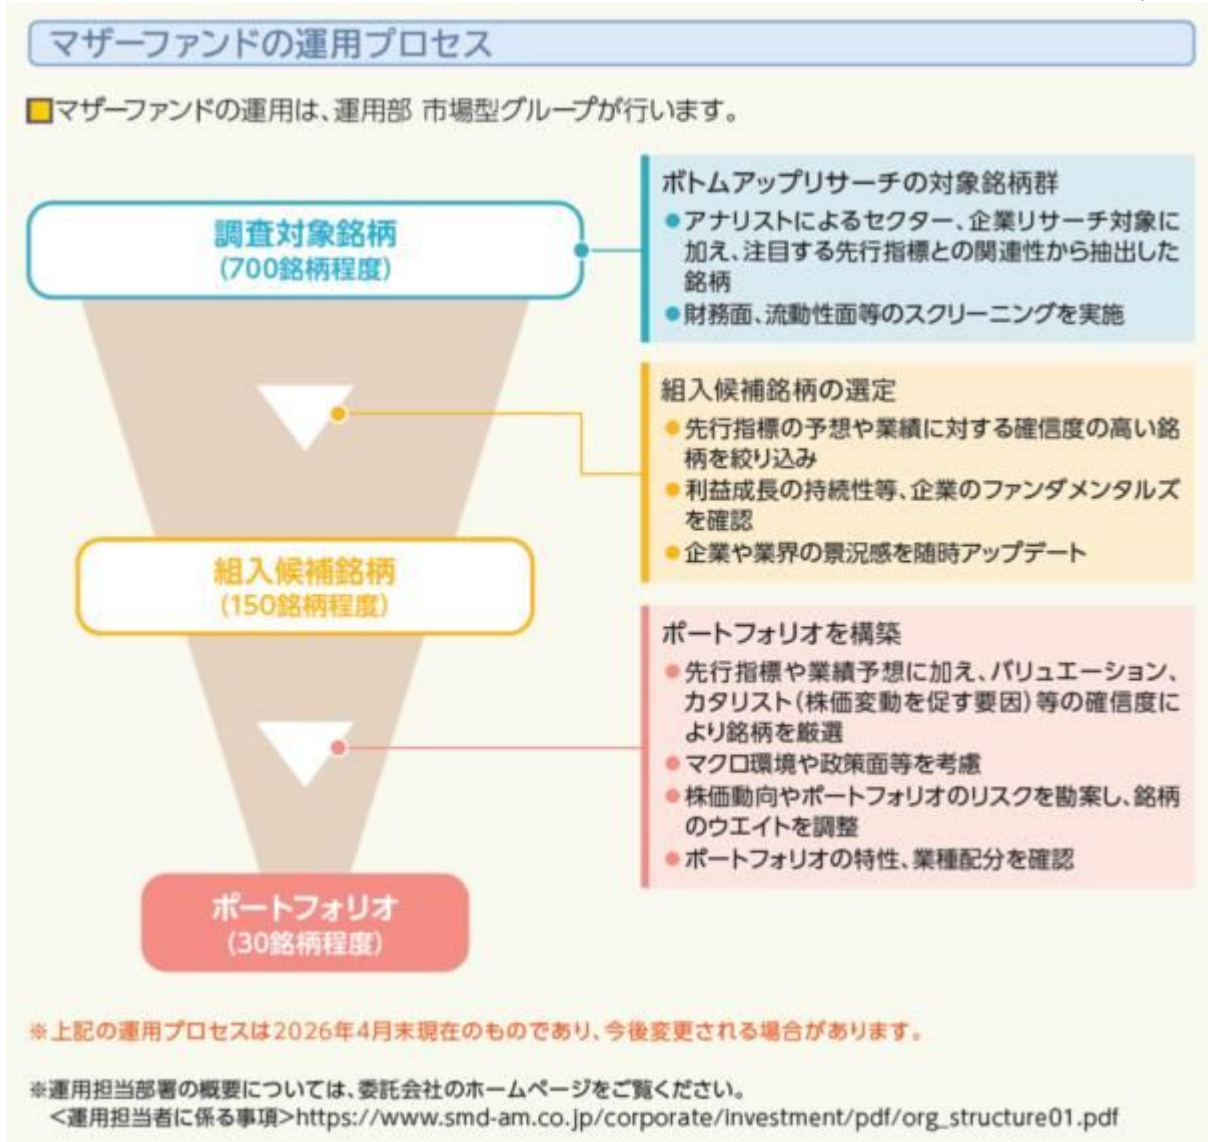 マザーファンドの運用プロセス
マザーファンドの運用は、運用部 市場型グループが行います。
調査対象銘柄
(700銘柄程度)
ボトムアップリサーチの対象銘柄群
●アナリストによるセクター、企業リサーチ対象に
加え、注目する先行指標との関連性から抽出した
銘柄
●財務面、流動性面等のスクリーニングを実施
組入候補銘柄の選定
●先行指標の予想や業績に対する確信度の高い銘
柄を絞り込み
●利益成長の持続性等、企業のファンダメンタルズ
を確認
●企業や業界の景況感を随時アップデート
組入候補銘柄
(150銘柄程度)
ポートフォリオを構築
●先行指標や業績予想に加え、バリュエーション、
カタリスト(株価変動を促す要因)等の確信度に
より銘柄を厳選
●マクロ環境や政策面等を考慮
●株価動向やポートフォリオのリスクを勘案し、銘柄
のウエイトを調整
●ポートフォリオの特性、業種配分を確認
ポートフォリオ
(30銘柄程度)
※上記の運用プロセスは2026年4月末現在のものであり、今後変更される場合があります。
※運用担当部署の概要については、委託会社のホームページをご覧ください。
<運用担当者に係る事項>https://www.smd-am.co.jp/corporate/investment/pdf/org_structure01.pdf